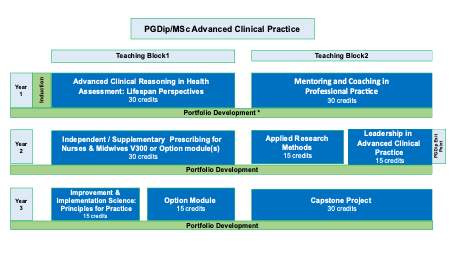 PGDip/MSc Advanced Clinical Practice
Teaching Block1
Teaching Block2
Year
1
Induction
Advanced Clinical Reasoning in Health
Assessment: Lifespan Perspectives
30 credits
Mentoring and Coaching in
Professional Practice
30 credits
Portfolio Development *
Year
2
Independent / Supplementary Prescribing for
Nurses & Midwives V300 or Option module(s)
30 credits
Applied Research
Methods
15 credits
Leadership in
Advanced Clinical
Practice
15 credits
PGDip Exit
Point
Portfolio Development
Year
3
Improvement &
Implementation Science:
Principles for Practice
15 credits
Option Module
15 credits
Capstone Project
30 credits
Portfolio Development